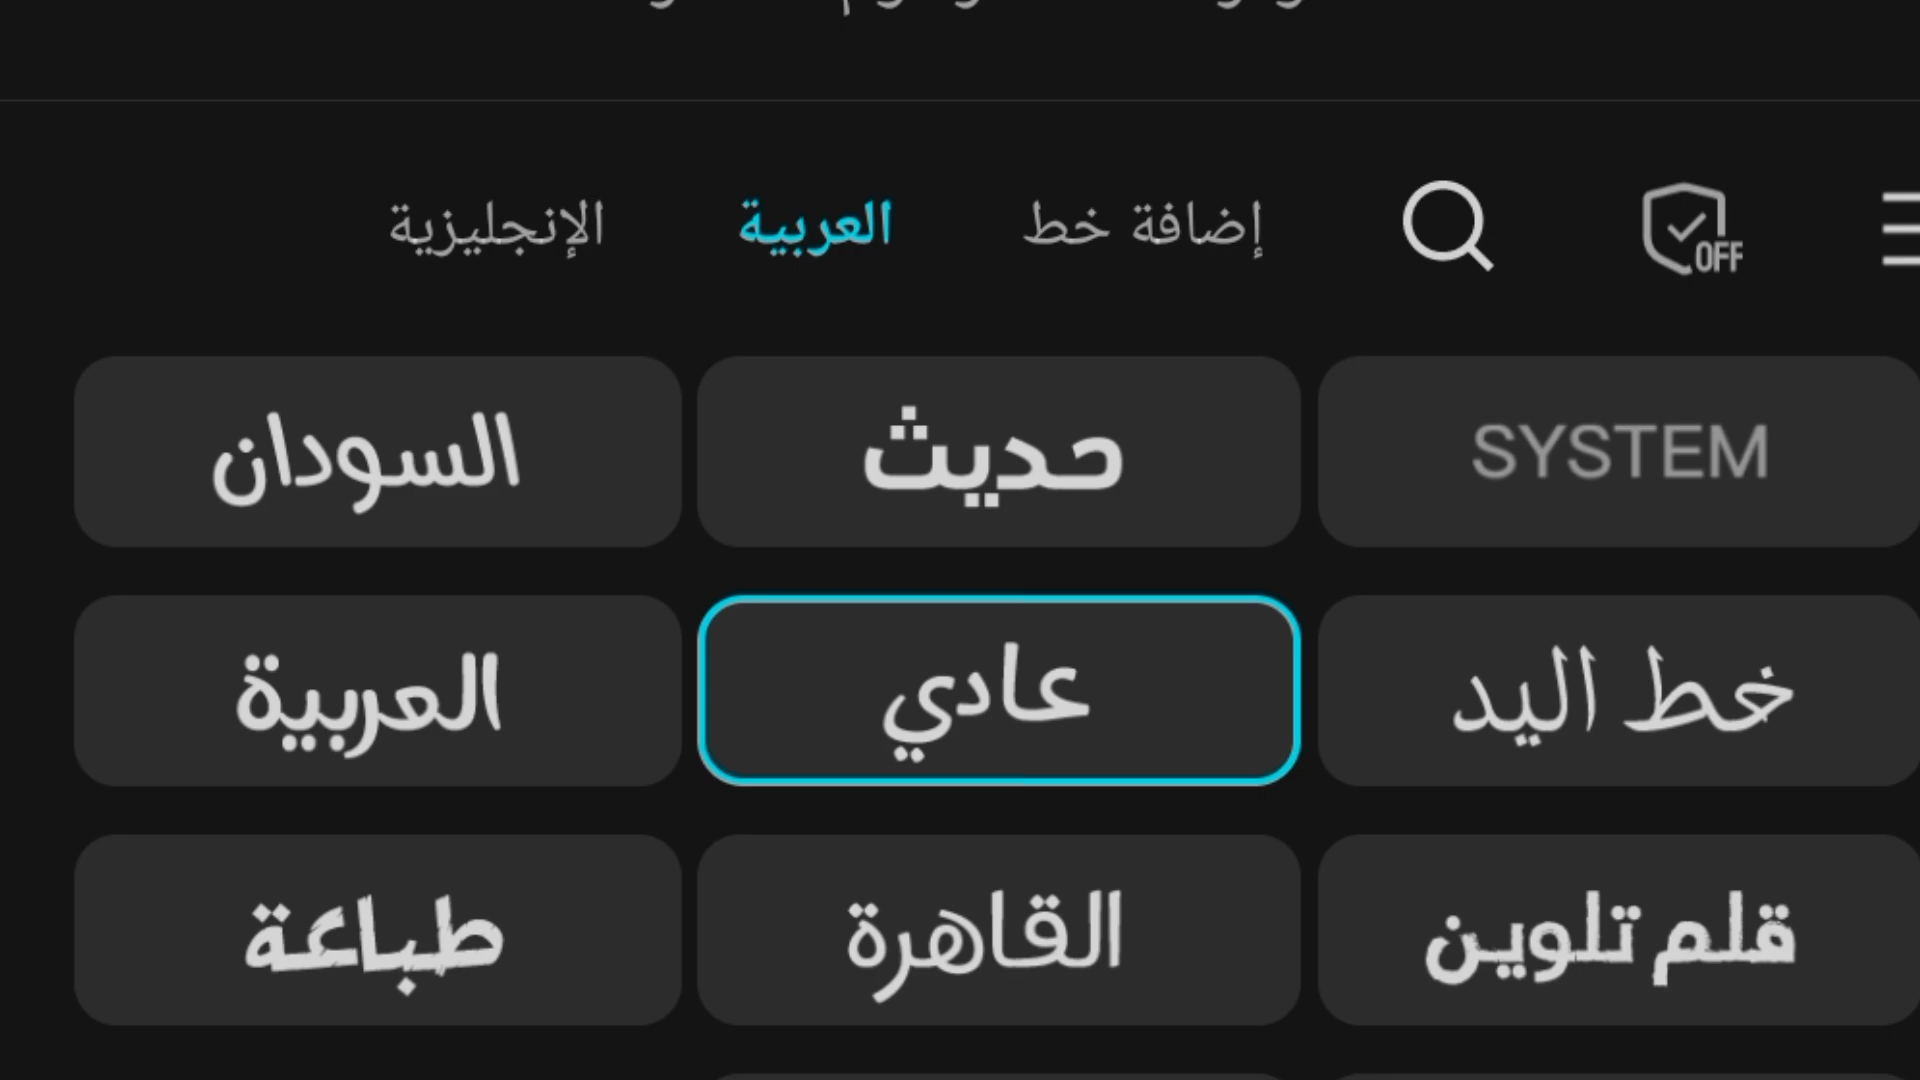 إضافة خط العربية الإنجليزية
OFF
SYSTEM حديث السودان
خط اليد عادي العربية
قلم تلوين القاهرة طباعة